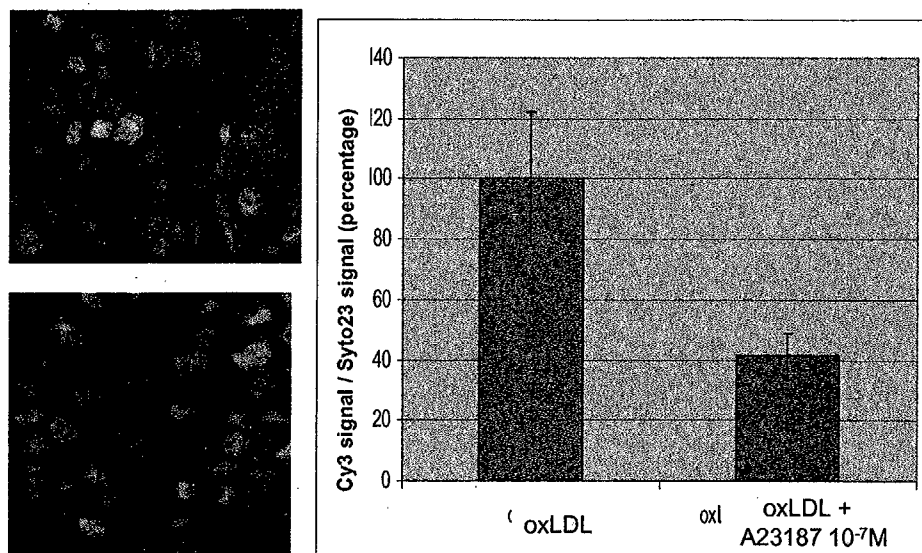 Cy3 signal / Syto23 signal (percentage)
140
120
100
80
60
40
20
0
oxLDL
oxl
oxLDL +
A23187 10⁻⁷M